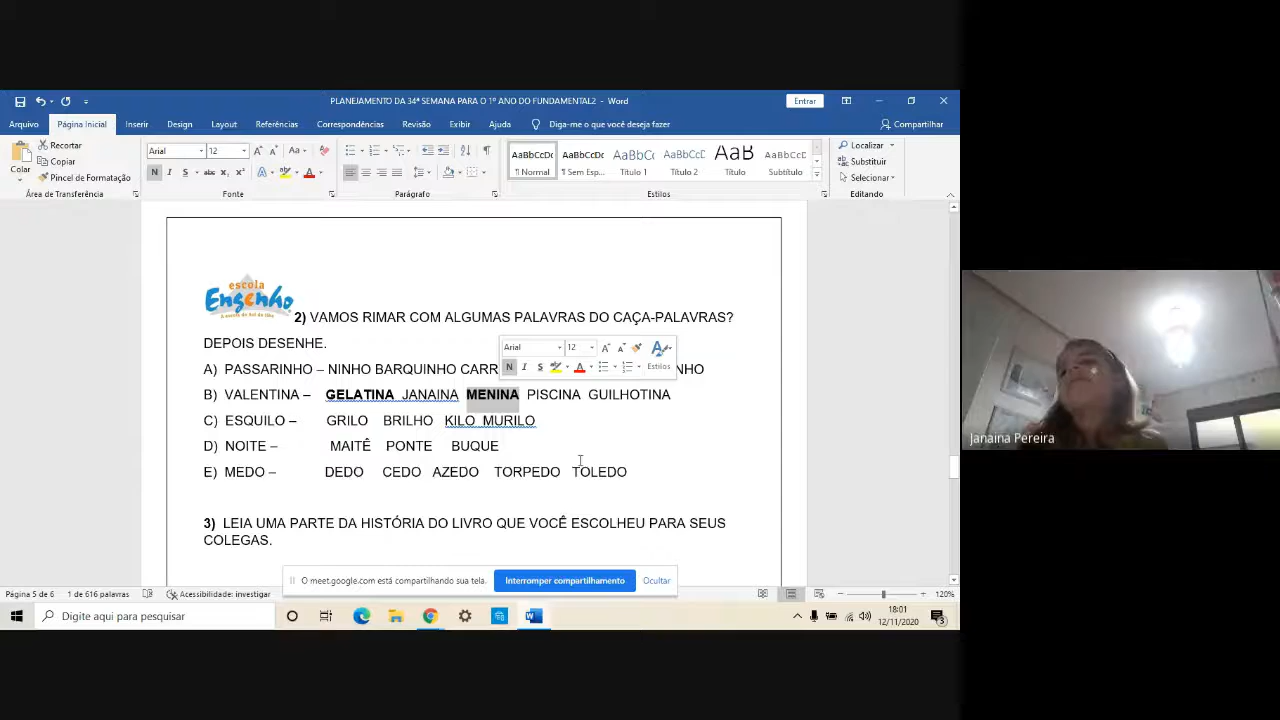 PLANEJAMENTO DA 34ª SEMANA PARA O 1º ANO DO FUNDAMENTAL2 - Word
Entrar
Arquivo Página Inicial Inserir Design Layout Referências Correspondências Revisão Exibir Ajuda Diga-me o que você deseja fazer Compartilhar
Colar
Recortar
Copiar
Pincel de Formatação
Área de Transferência
Arial 12
Fonte
Parágrafo
AaBbCcDc AaBbCcDc AaBbCc AaBbCcD AaB AaBbCcD
¶ Normal ¶ Sem Esp... Título 1 Título 2 Título Subtítulo
Estilos
Localizar
Substituir
Selecionar
Editando
escola
Engenho
2) VAMOS RIMAR COM ALGUMAS PALAVRAS DO CAÇA-PALAVRAS?
DEPOIS DESENHE.
Arial 12
Estilos
A) PASSARINHO – NINHO BARQUINHO CARR NHO
B) VALENTINA – GELATINA JANAINA MENINA PISCINA GUILHOTINA
C) ESQUILO – GRILO BRILHO KILO MURILO
D) NOITE – MAITÊ PONTE BUQUE
E) MEDO – DEDO CEDO AZEDO TORPEDO TOLEDO
3) LEIA UMA PARTE DA HISTÓRIA DO LIVRO QUE VOCÊ ESCOLHEU PARA SEUS
COLEGAS.
O meet.google.com está compartilhando sua tela. Interromper compartilhamento Ocultar
Página 5 de 6 1 de 616 palavras Acessibilidade: investigar 120%
Digite aqui para pesquisar
18:01
12/11/2020
3
Janaina Pereira